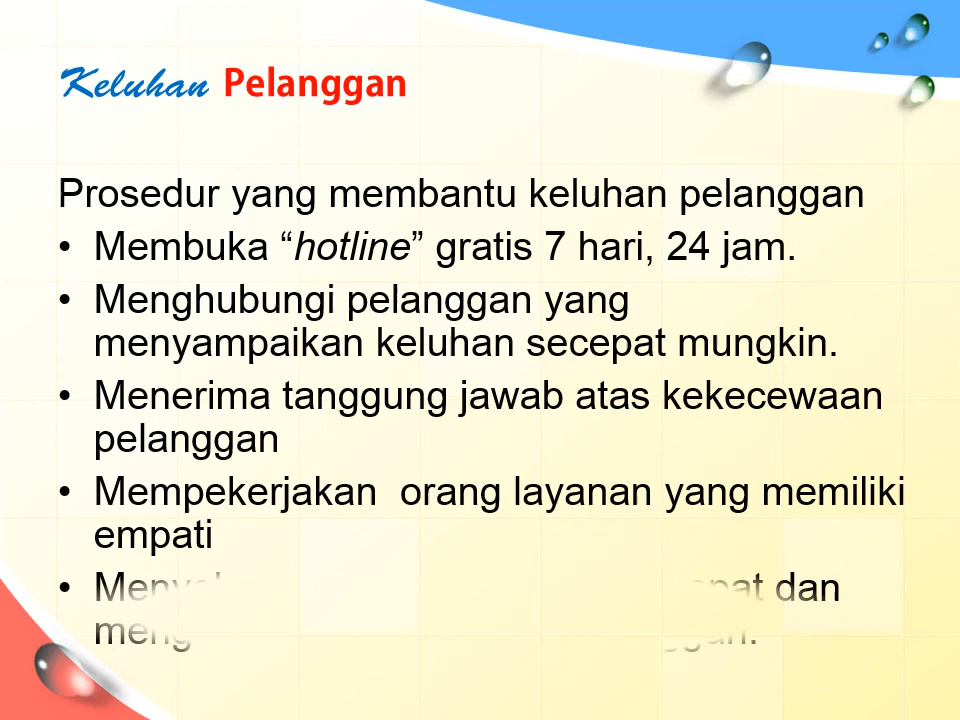 Keluhan Pelanggan
Prosedur yang membantu keluhan pelanggan
• Membuka “hotline” gratis 7 hari, 24 jam.
• Menghubungi pelanggan yang
menyampaikan keluhan secepat mungkin.
• Menerima tanggung jawab atas kekecewaan
pelanggan
• Mempekerjakan  orang layanan yang memiliki
empati
• dan